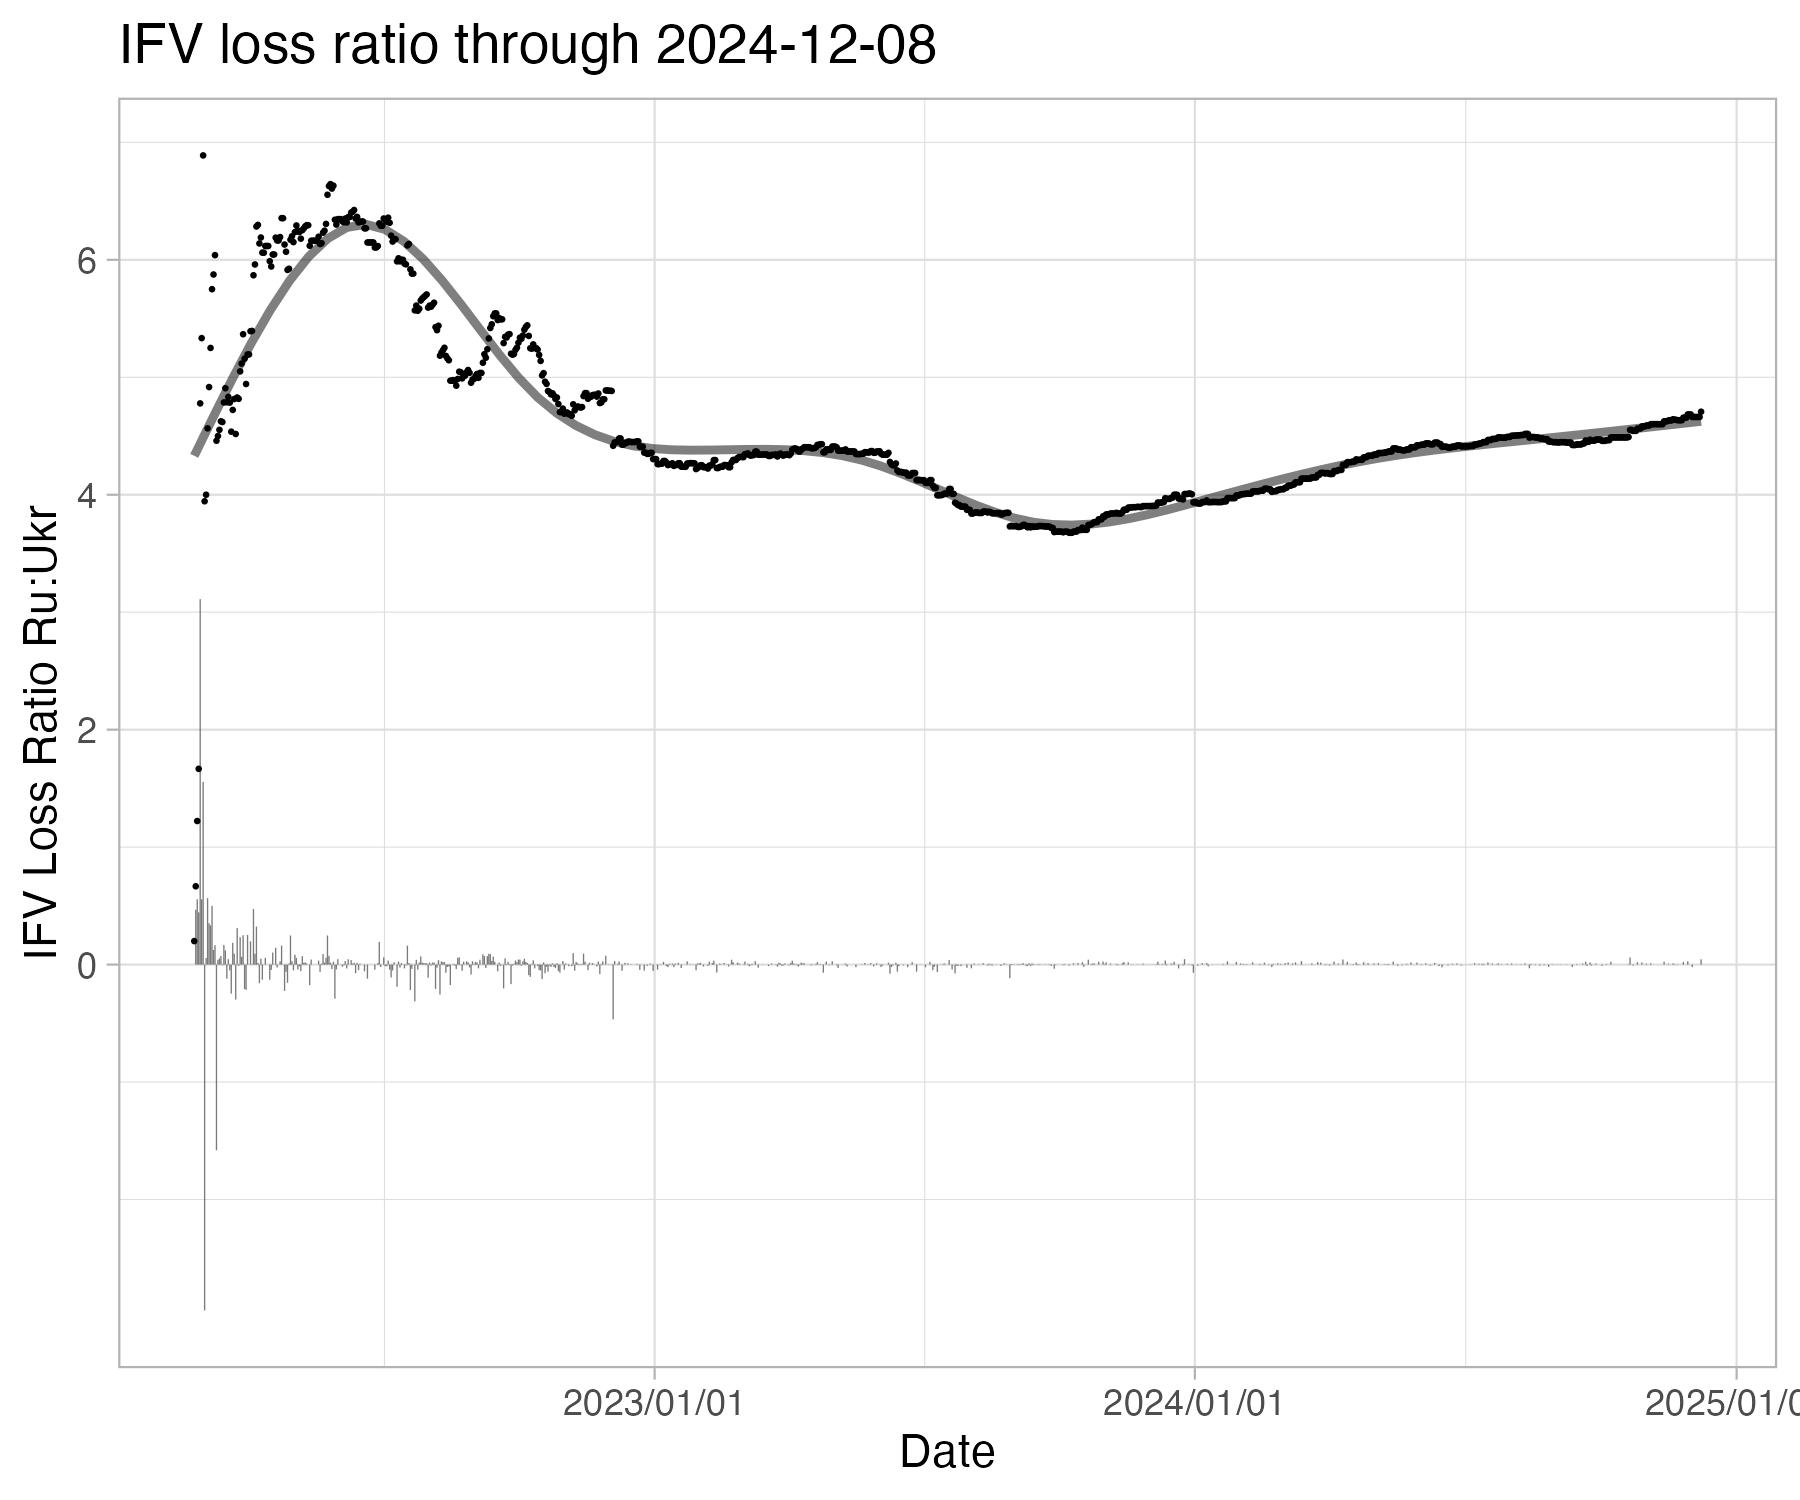 IFV loss ratio through 2024-12-08
IFV Loss Ratio Ru:Ukr
6
4
2
0
2023/01/01
2024/01/01
2025/01/0
Date